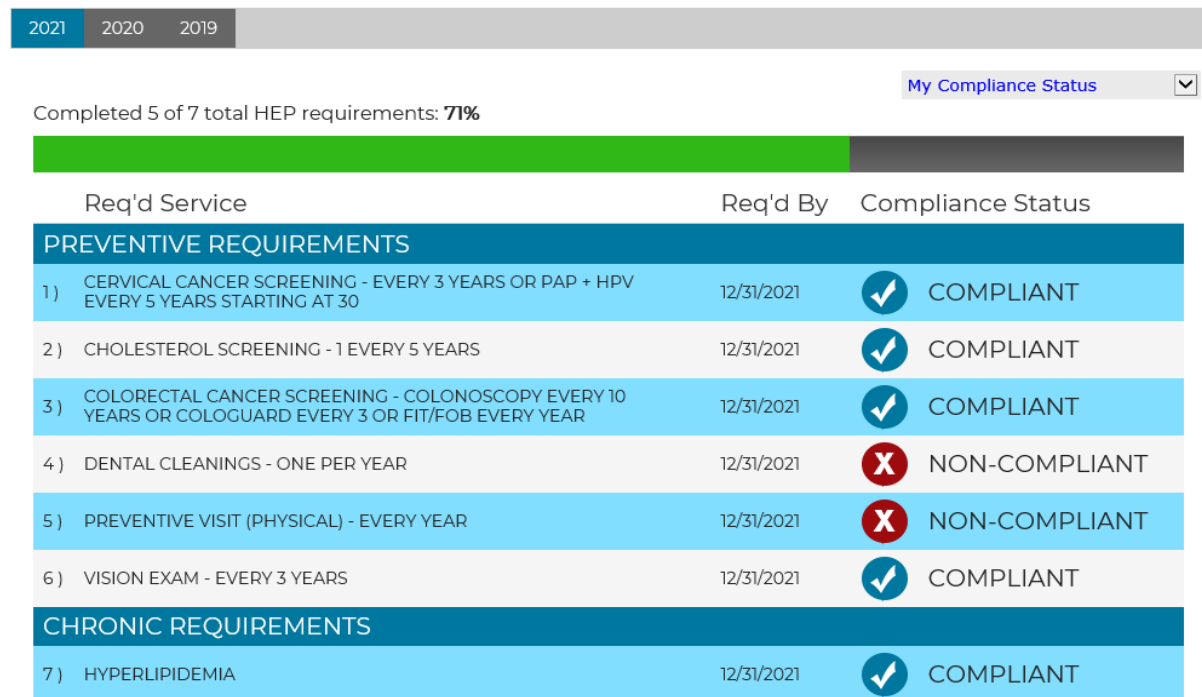 2021 2020 2019
My Compliance Status
Completed 5 of 7 total HEP requirements: 71%
Req'd Service Req'd By Compliance Status
PREVENTIVE REQUIREMENTS
1 ) CERVICAL CANCER SCREENING - EVERY 3 YEARS OR PAP + HPV
EVERY 5 YEARS STARTING AT 30 12/31/2021 COMPLIANT
2 ) CHOLESTEROL SCREENING - 1 EVERY 5 YEARS 12/31/2021 COMPLIANT
3 ) COLORECTAL CANCER SCREENING - COLONOSCOPY EVERY 10
YEARS OR COLOGUARD EVERY 3 OR FIT/FOB EVERY YEAR 12/31/2021 COMPLIANT
4 ) DENTAL CLEANINGS - ONE PER YEAR 12/31/2021 X NON-COMPLIANT
5 ) PREVENTIVE VISIT (PHYSICAL) - EVERY YEAR 12/31/2021 X NON-COMPLIANT
6 ) VISION EXAM - EVERY 3 YEARS 12/31/2021 COMPLIANT
CHRONIC REQUIREMENTS
7 ) HYPERLIPIDEMIA 12/31/2021 COMPLIANT